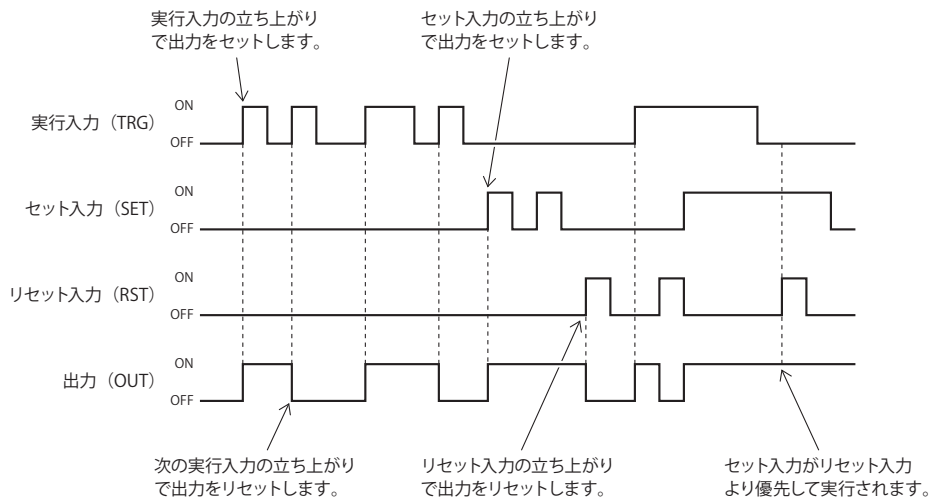 実行入力の立ち上がり
で出力をセットします。
セット入力の立ち上がり
で出力をセットします。
実行入力（TRG）
ON
OFF
セット入力（SET）
ON
OFF
リセット入力（RST）
ON
OFF
出力（OUT）
ON
OFF
次の実行入力の立ち上がり
で出力をリセットします。
リセット入力の立ち上がり
で出力をリセットします。
セット入力がリセット入力
より優先して実行されます。